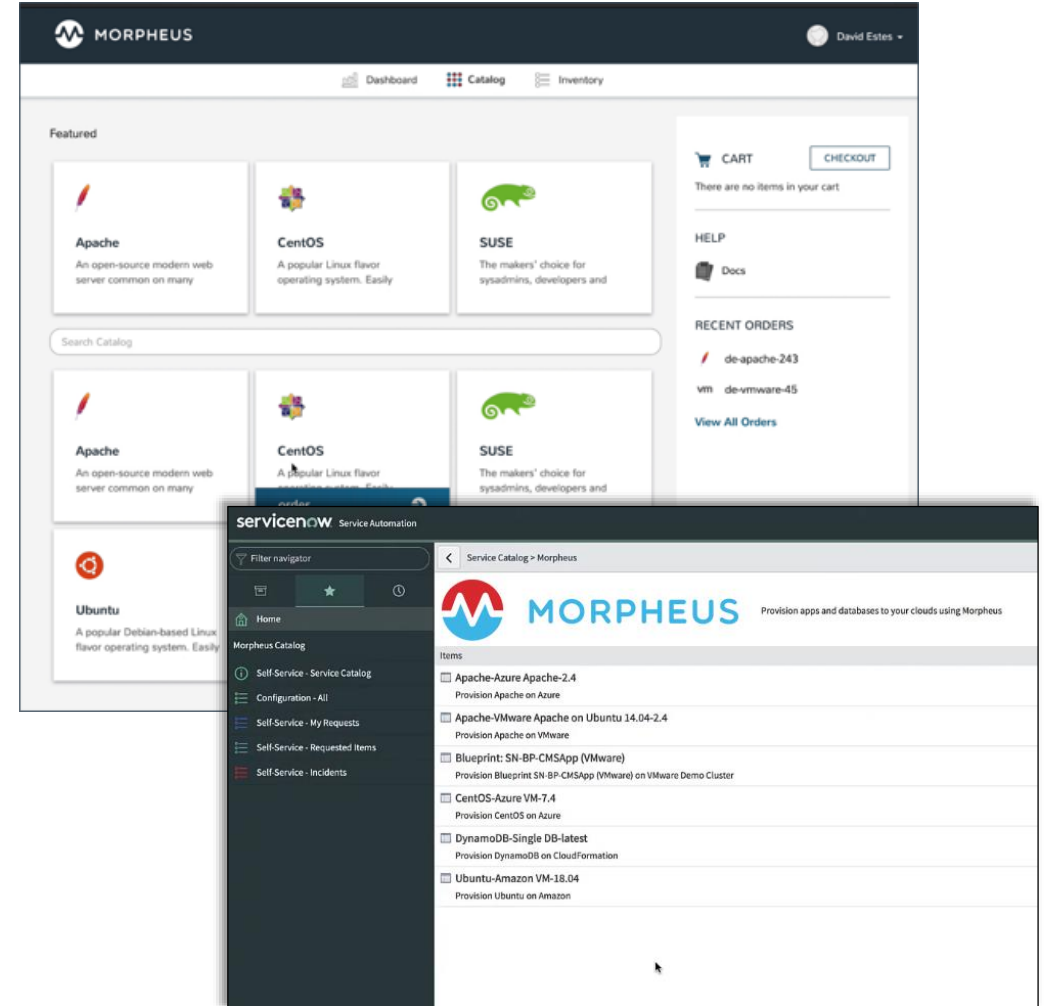 MORPHEUS
David Estes
Dashboard
Catalog
Inventory
Featured
Apache
An open-source modern web
server common on many
CentOS
A popular Linux flavor
operating system. Easily
SUSE
The makers' choice for
sysadmins, developers and
CART
CHECKOUT
There are no items in your cart
HELP
Docs
RECENT ORDERS
de-apache-243
vm de-vmware-45
View All Orders
Search Catalog
Apache
An open-source modern web
server common on many
CentOS
A popular Linux flavor
operating system. Easily
order
SUSE
The makers' choice for
sysadmins, developers and
Ubuntu
A popular Debian-based Linux
flavor operating system. Easily
servicenow Service Automation
Filter navigator
Home
Morpheus Catalog
Self-Service - Service Catalog
Configuration - All
Self-Service - My Requests
Self-Service - Requested Items
Self-Service - Incidents
Service Catalog > Morpheus
MORPHEUS
Provision apps and databases to your clouds using Morpheus
Items
Apache-Azure Apache-2.4
Provision Apache on Azure
Apache-VMware Apache on Ubuntu 14.04-2.4
Provision Apache on VMware
Blueprint: SN-BP-CMSApp (VMware)
Provision Blueprint SN-BP-CMSApp (VMware) on VMware Demo Cluster
CentOS-Azure VM-7.4
Provision CentOS on Azure
DynamoDB-Single DB-latest
Provision DynamoDB on CloudFormation
Ubuntu-Amazon VM-18.04
Provision Ubuntu on Amazon